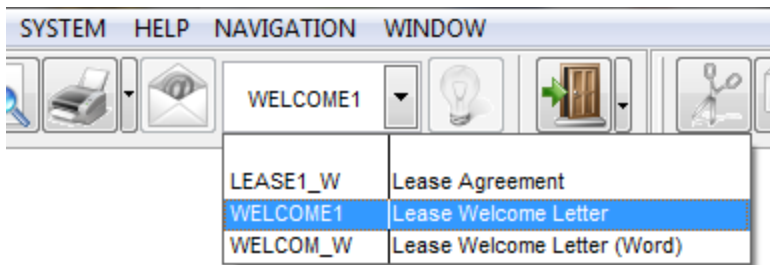 SYSTEM HELP NAVIGATION WINDOW
@ WELCOME1
LEASE1_W Lease Agreement
WELCOME1 Lease Welcome Letter
WELCOM_W Lease Welcome Letter (Word)